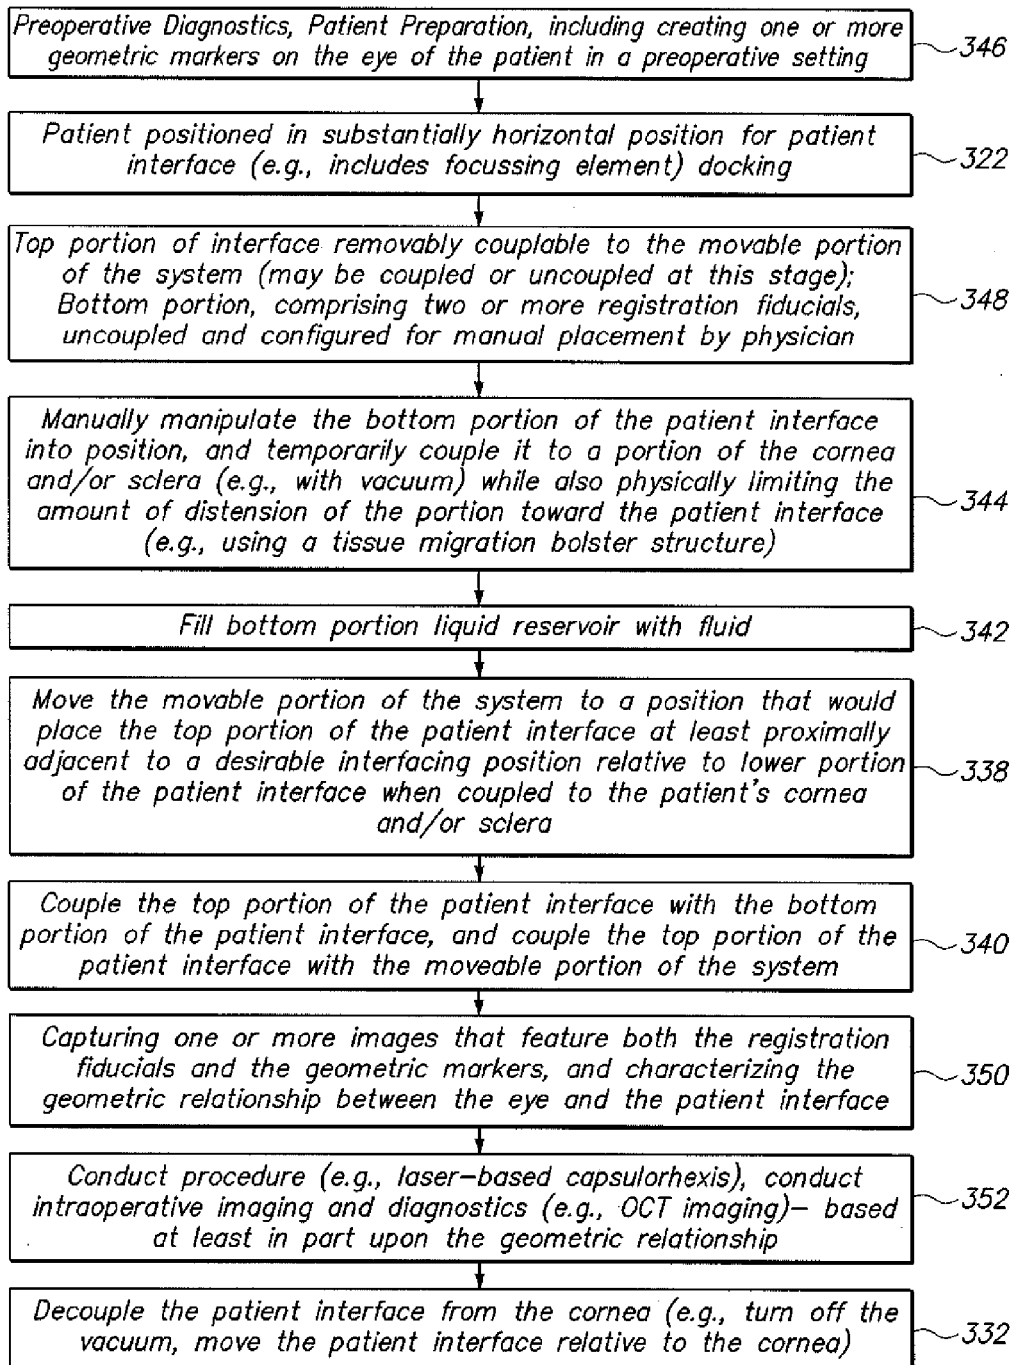 Preoperative Diagnostics, Patient Preparation, including creating one or more
geometric markers on the eye of the patient in a preoperative setting
346
Patient positioned in substantially horizontal position for patient
interface (e.g., includes focussing element) docking
322
Top portion of interface removably couplable to the movable portion
of the system (may be coupled or uncoupled at this stage);
Bottom portion, comprising two or more registration fiducials,
uncoupled and configured for manual placement by physician
348
Manually manipulate the bottom portion of the patient interface
into position, and temporarily couple it to a portion of the cornea
and/or sclera (e.g., with vacuum) while also physically limiting the
amount of distension of the portion toward the patient interface
(e.g., using a tissue migration bolster structure)
344
Fill bottom portion liquid reservoir with fluid
342
Move the movable portion of the system to a position that would
place the top portion of the patient interface at least proximally
adjacent to a desirable interfacing position relative to lower portion
of the patient interface when coupled to the patient's cornea
and/or sclera
338
Couple the top portion of the patient interface with the bottom
portion of the patient interface, and couple the top portion of the
patient interface with the moveable portion of the system
340
Capturing one or more images that feature both the registration
fiducials and the geometric markers, and characterizing the
geometric relationship between the eye and the patient interface
350
Conduct procedure (e.g., laser-based capsulorhexis), conduct
intraoperative imaging and diagnostics (e.g., OCT imaging)- based
at least in part upon the geometric relationship
352
Decouple the patient interface from the cornea (e.g., turn off the
vacuum, move the patient interface relative to the cornea)
332